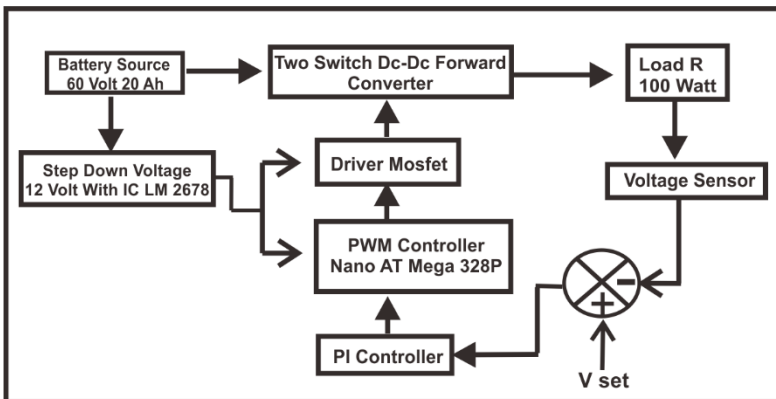 Battery Source
60 Volt 20 Ah
Two Switch Dc-Dc Forward
Converter
Load R
100 Watt
Step Down Voltage
12 Volt With IC LM 2678
Driver Mosfet
Voltage Sensor
PWM Controller
Nano AT Mega 328P
-
+
PI Controller
V set